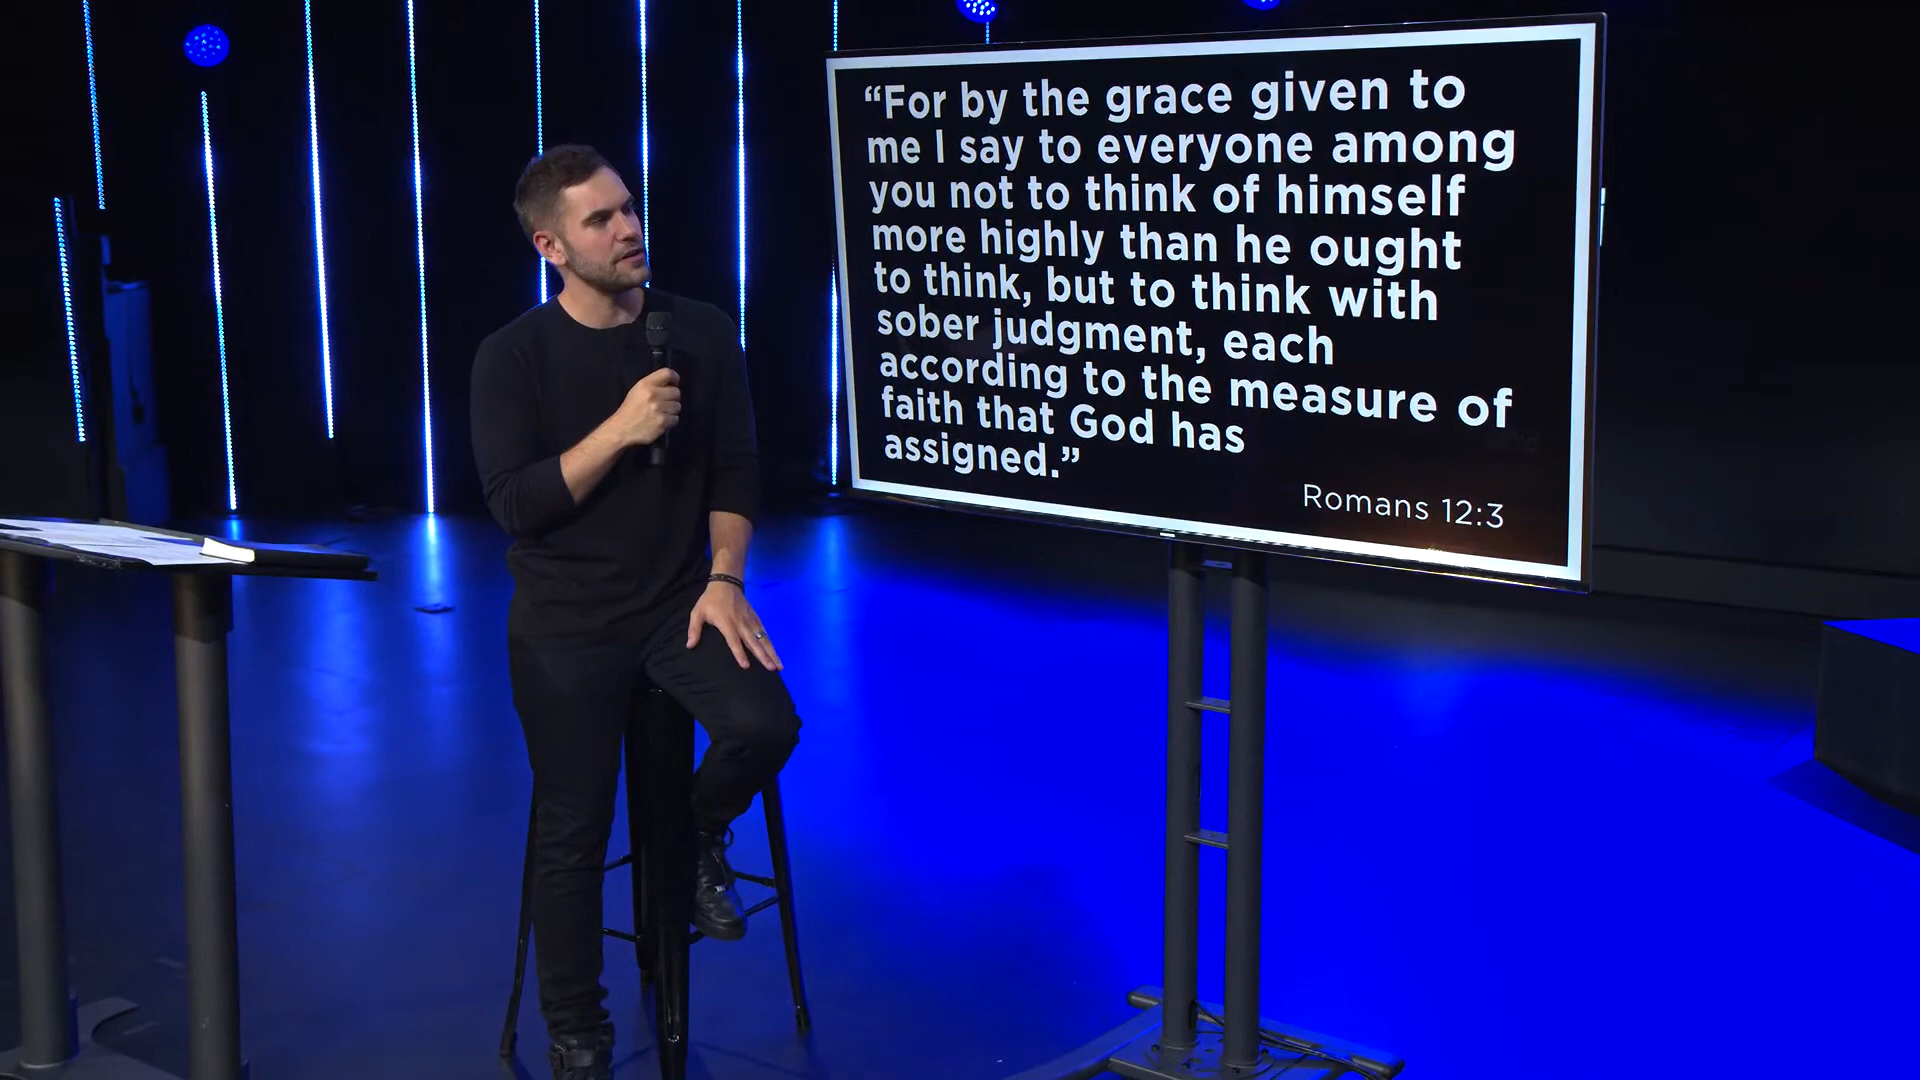 “For by the grace given to
me I say to everyone among
you not to think of himself
more highly than he ought
to think, but to think with
sober judgment, each
according to the measure of
faith that God has
assigned.”
Romans 12:3